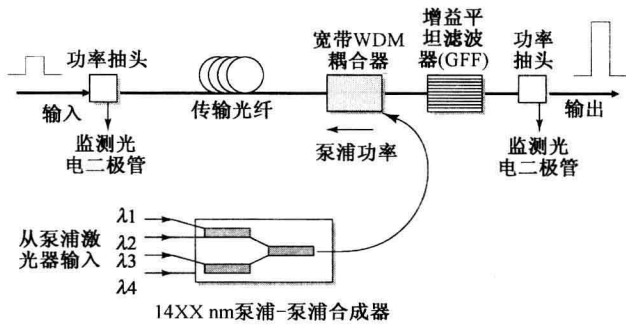 功率抽头
宽带WDM
耦合器
增益平
坦滤波
器(GFF)
功率
抽头
输入
传输光纤
输出
监测光
电二极管
泵浦功率
监测光
电二极管
从泵浦激
光器输入
λ1
λ2
λ3
λ4
14XX nm泵浦-泵浦合成器